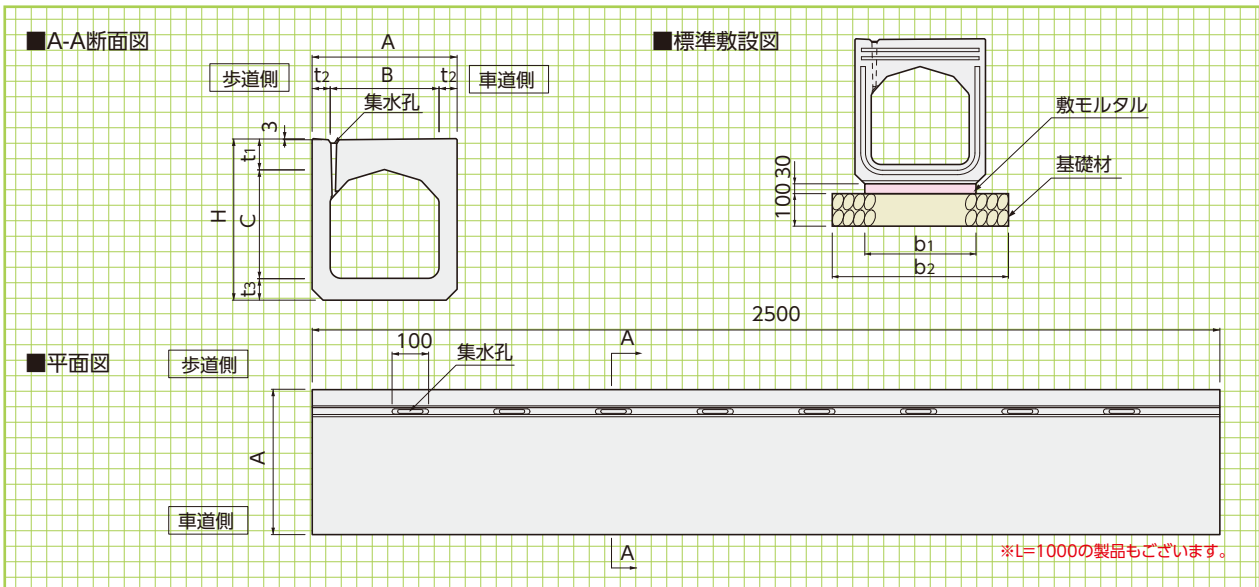 ■A-A断面図
A
歩道側
t2
B
t2
車道側
集水孔
3
t1
H
C
t3
■標準敷設図
敷モルタル
基礎材
30
100
b1
b2
2500
■平面図
歩道側
100
集水孔
A
A
車道側
A
※L=1000の製品もございます。